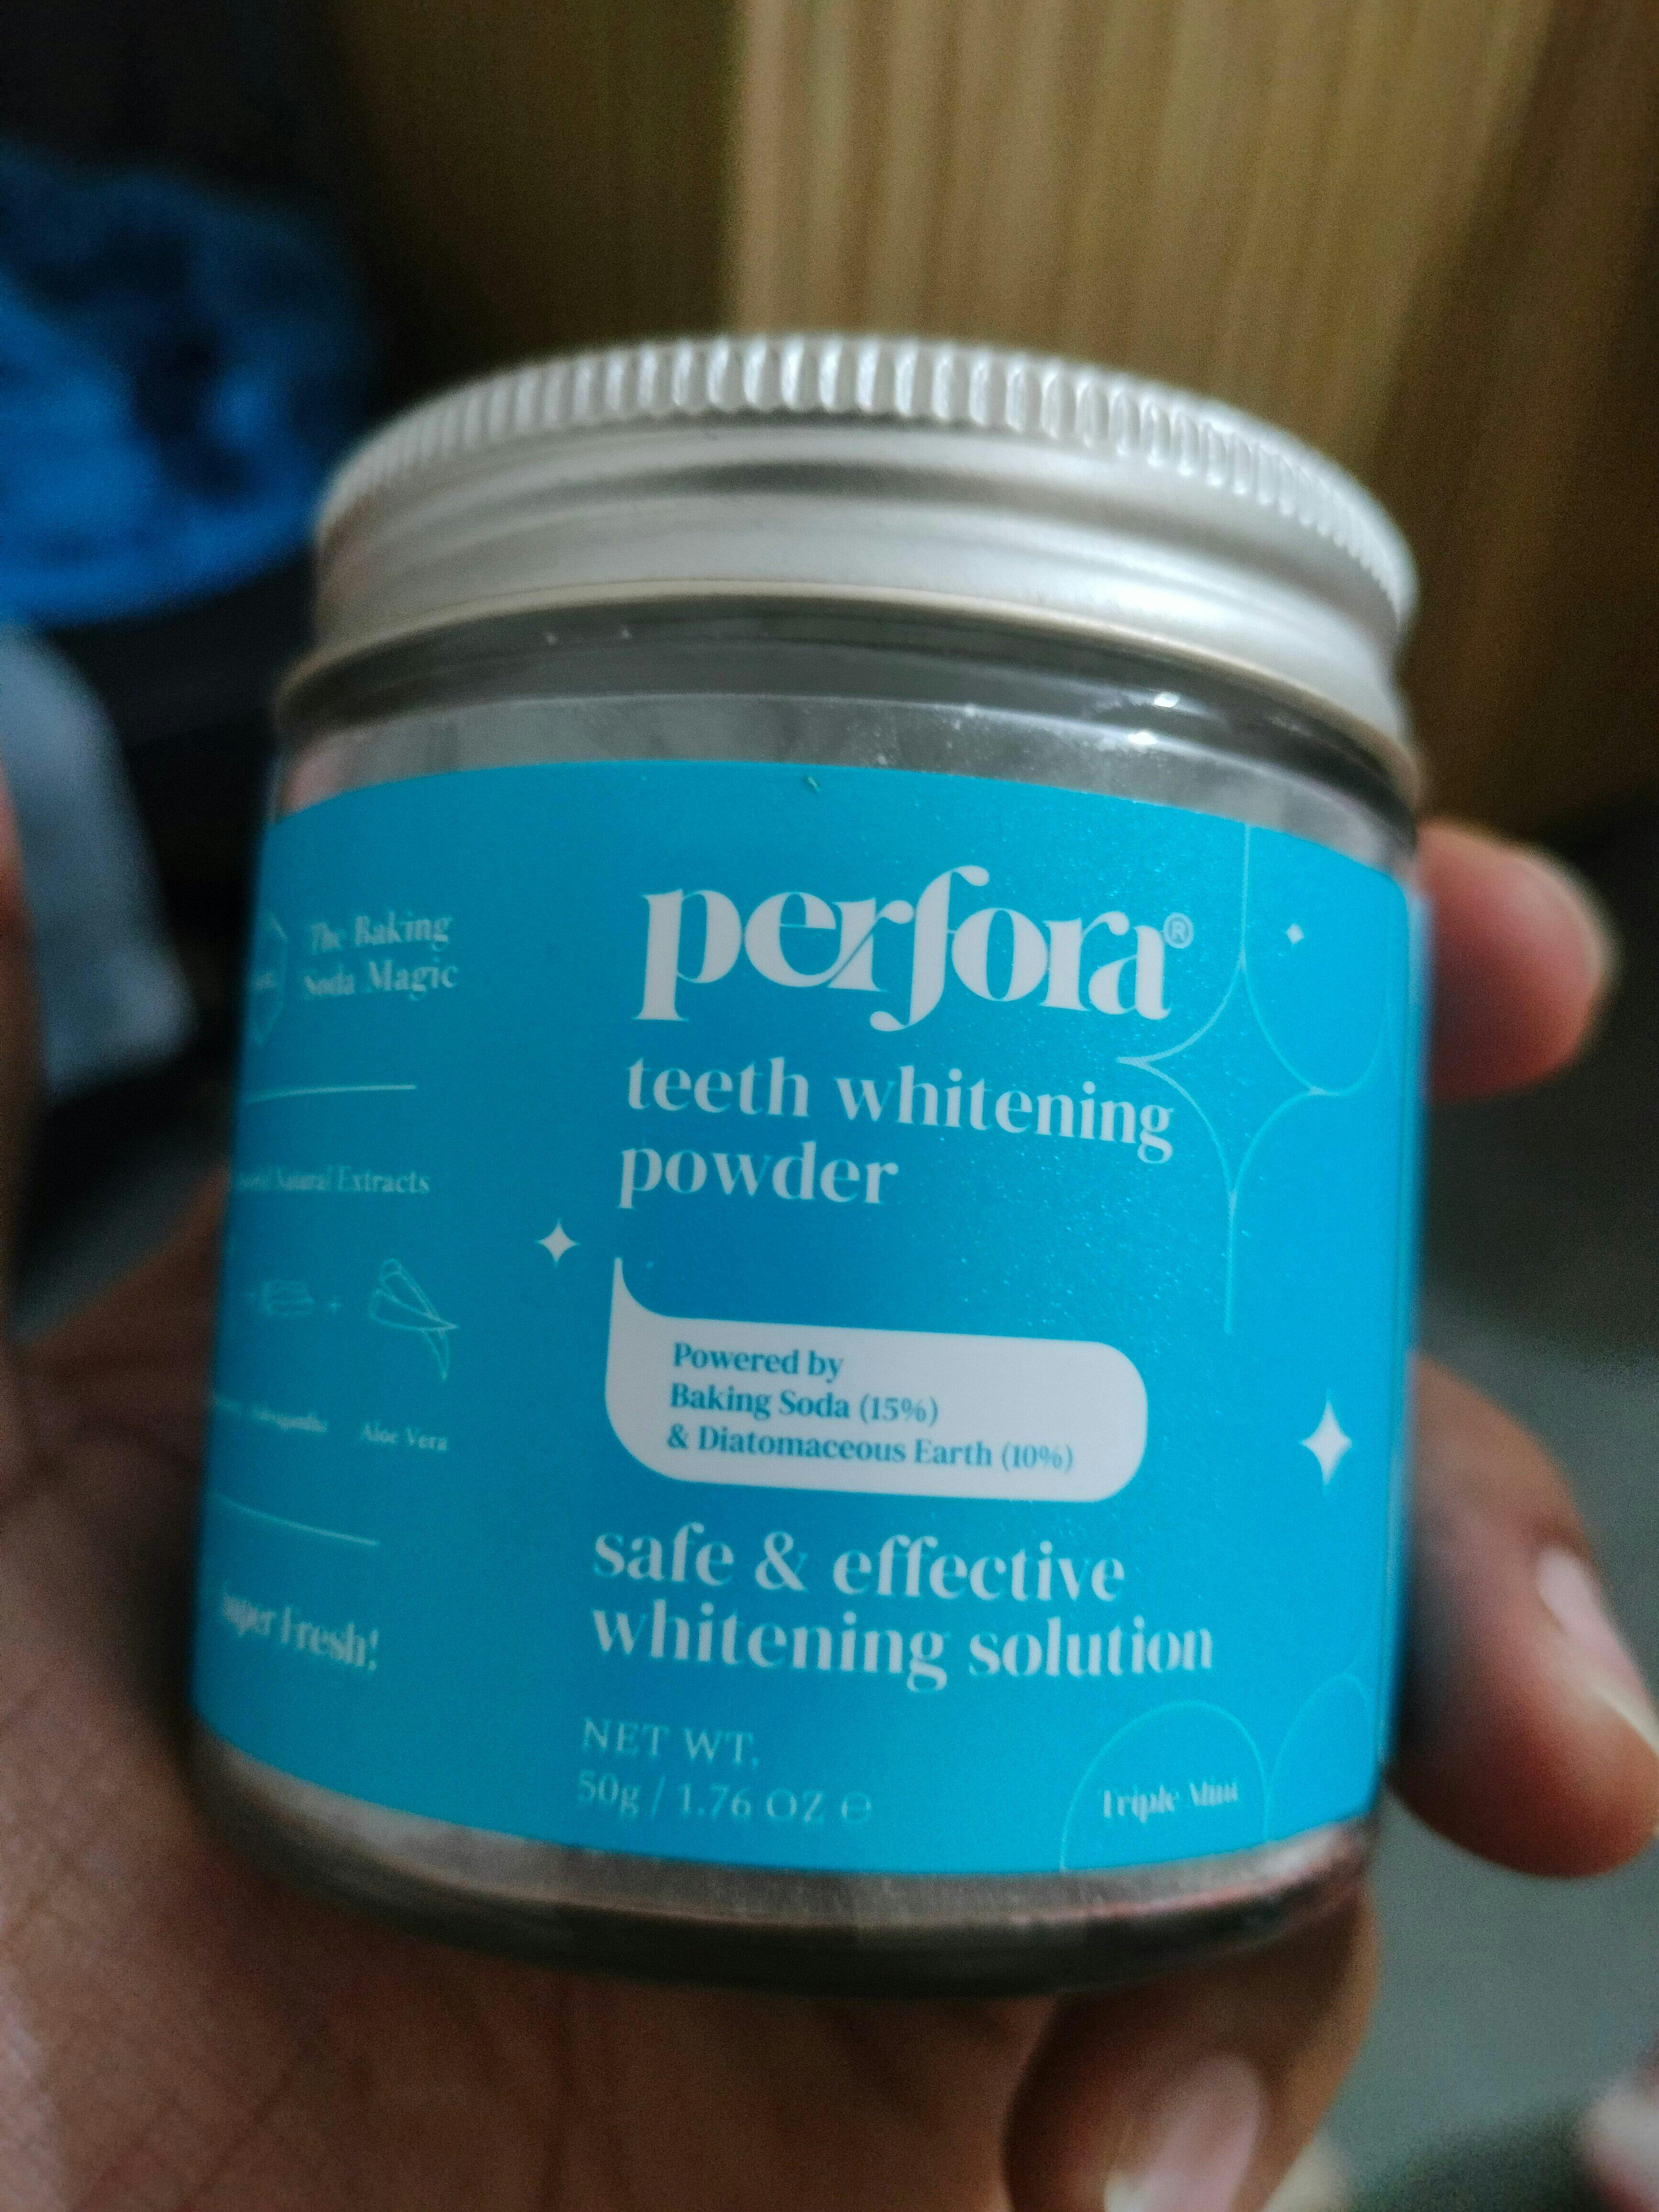 The Baking
Soda Magic
Natural Extracts
Aloe Vera
Super Fresh!
perfora®
teeth whitening
powder
Powered by
Baking Soda (15%)
& Diatomaceous Earth (10%)
safe & effective
whitening solution
NET WT.
50g / 1.76 OZ ℮
Triple Mint